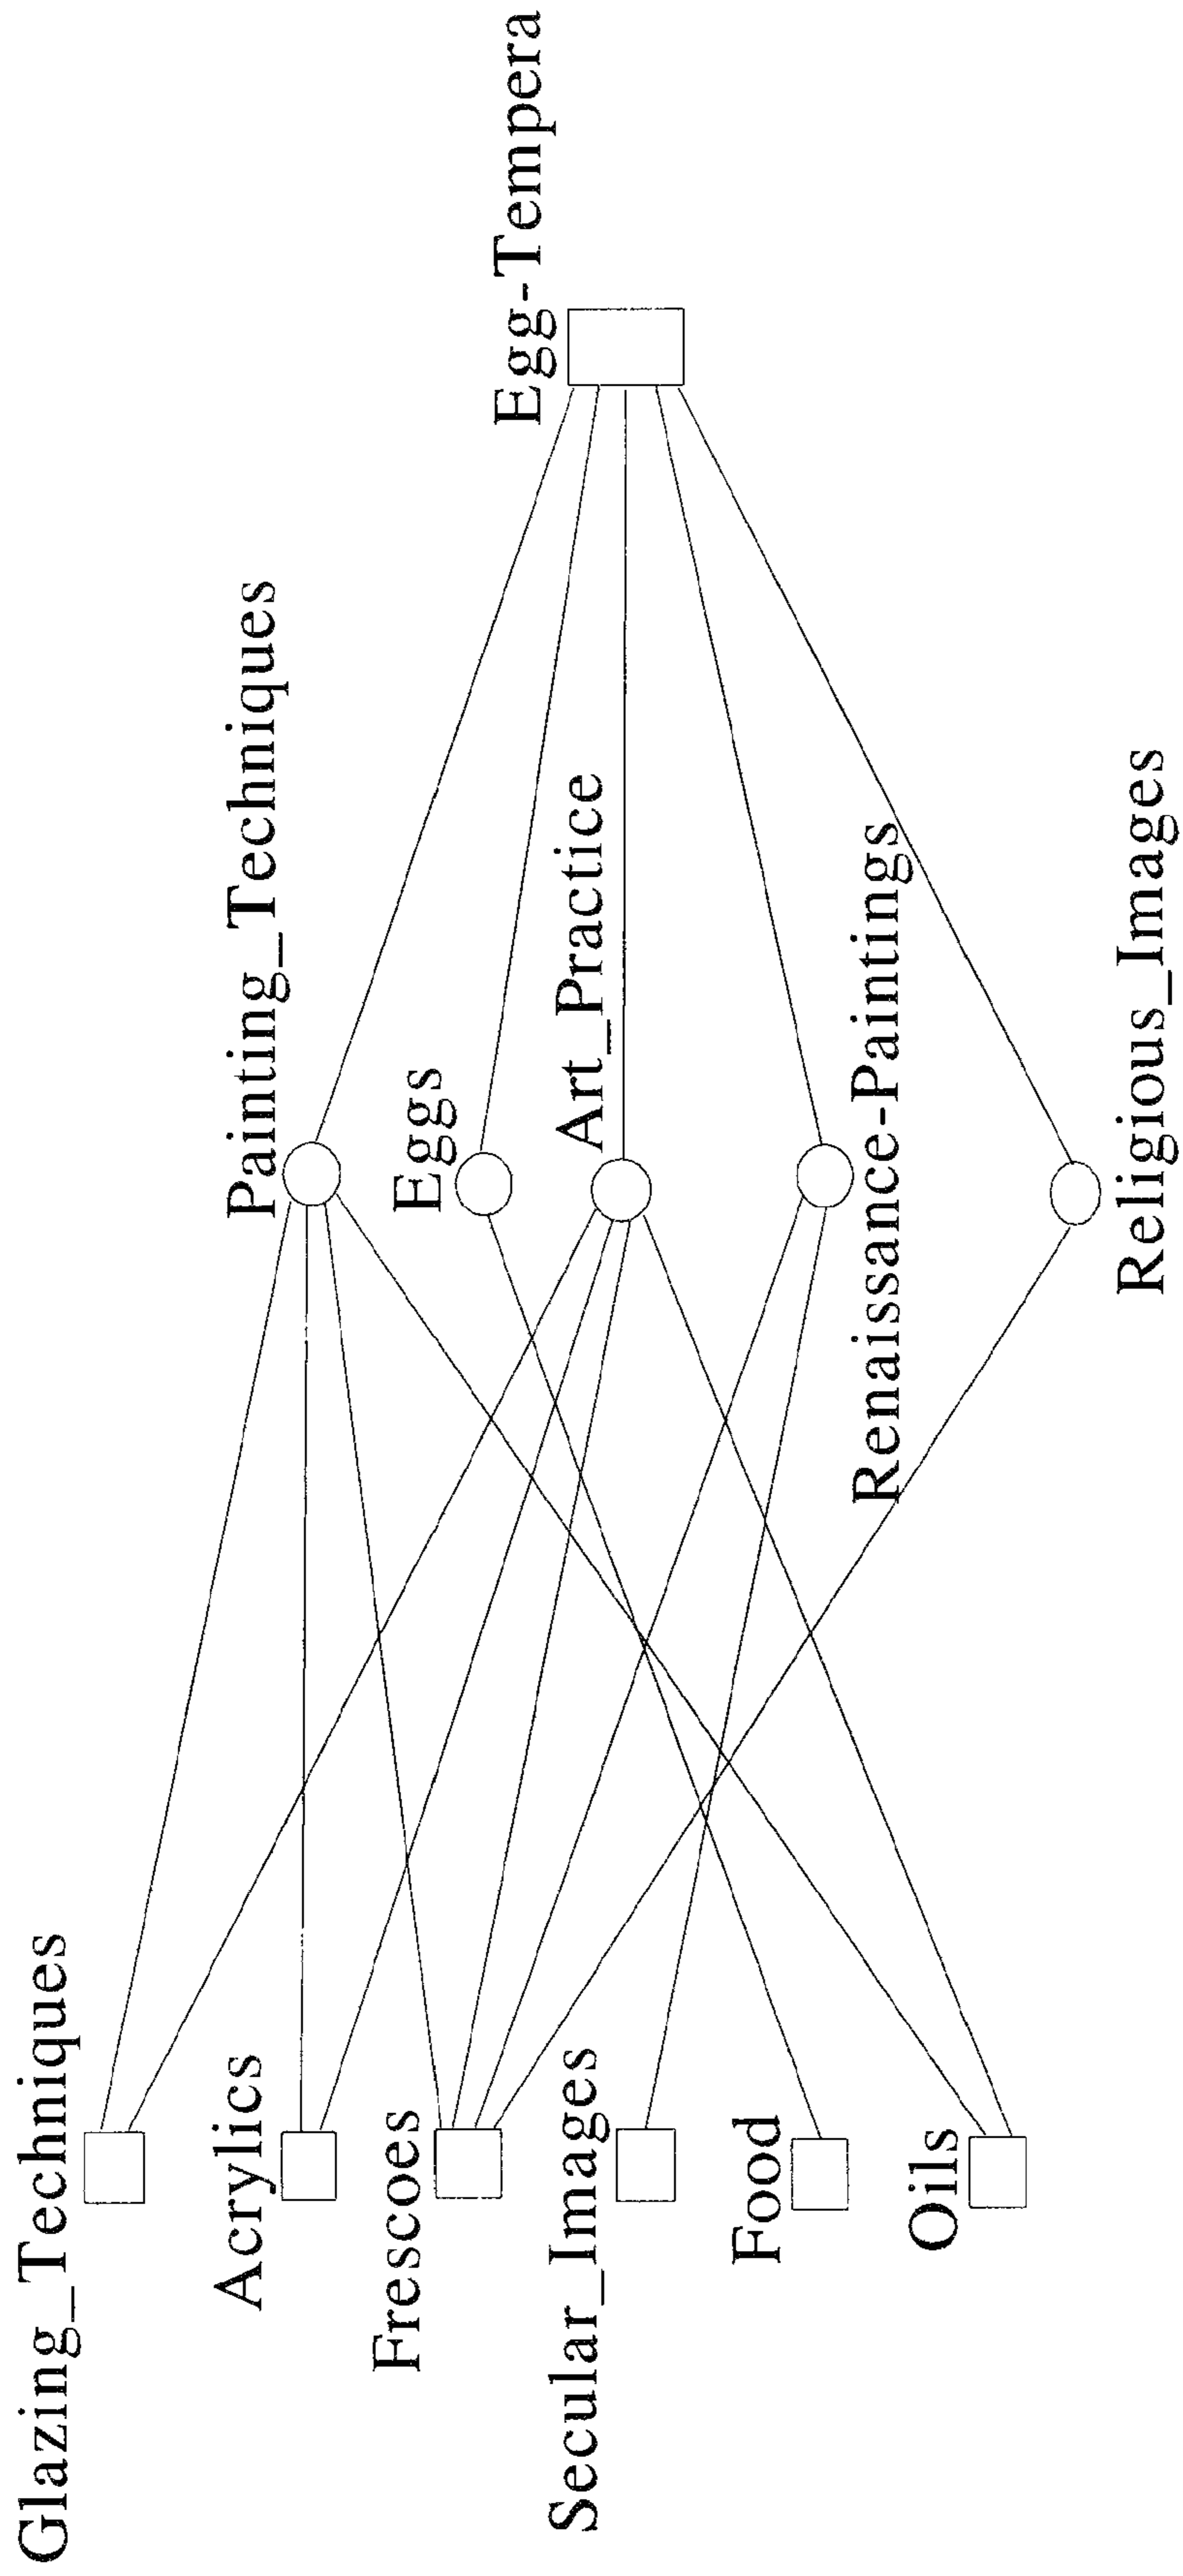 Glazing_Techniques
Acrylics
Frescoes
Secular_Images
Food
Oils
Painting_Techniques
Eggs
Art_Practice
Renaissance-Paintings
Religious_Images
Egg-Tempera